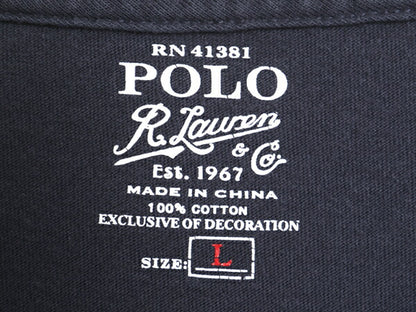 RN 41381
POLO
R. Lauren
& Co.
Est. 1967
MADE IN CHINA
100% COTTON
EXCLUSIVE OF DECORATION
SIZE: L